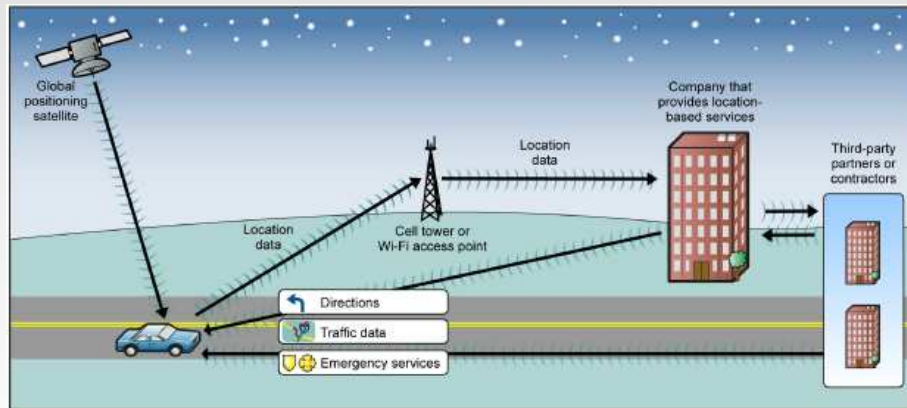 Global
positioning
satellite
Company that
provides location-
based services
Location
data
Third-party
partners or
contractors
Location
data
Cell tower or
Wi-Fi access point
Directions
Traffic data
Emergency services